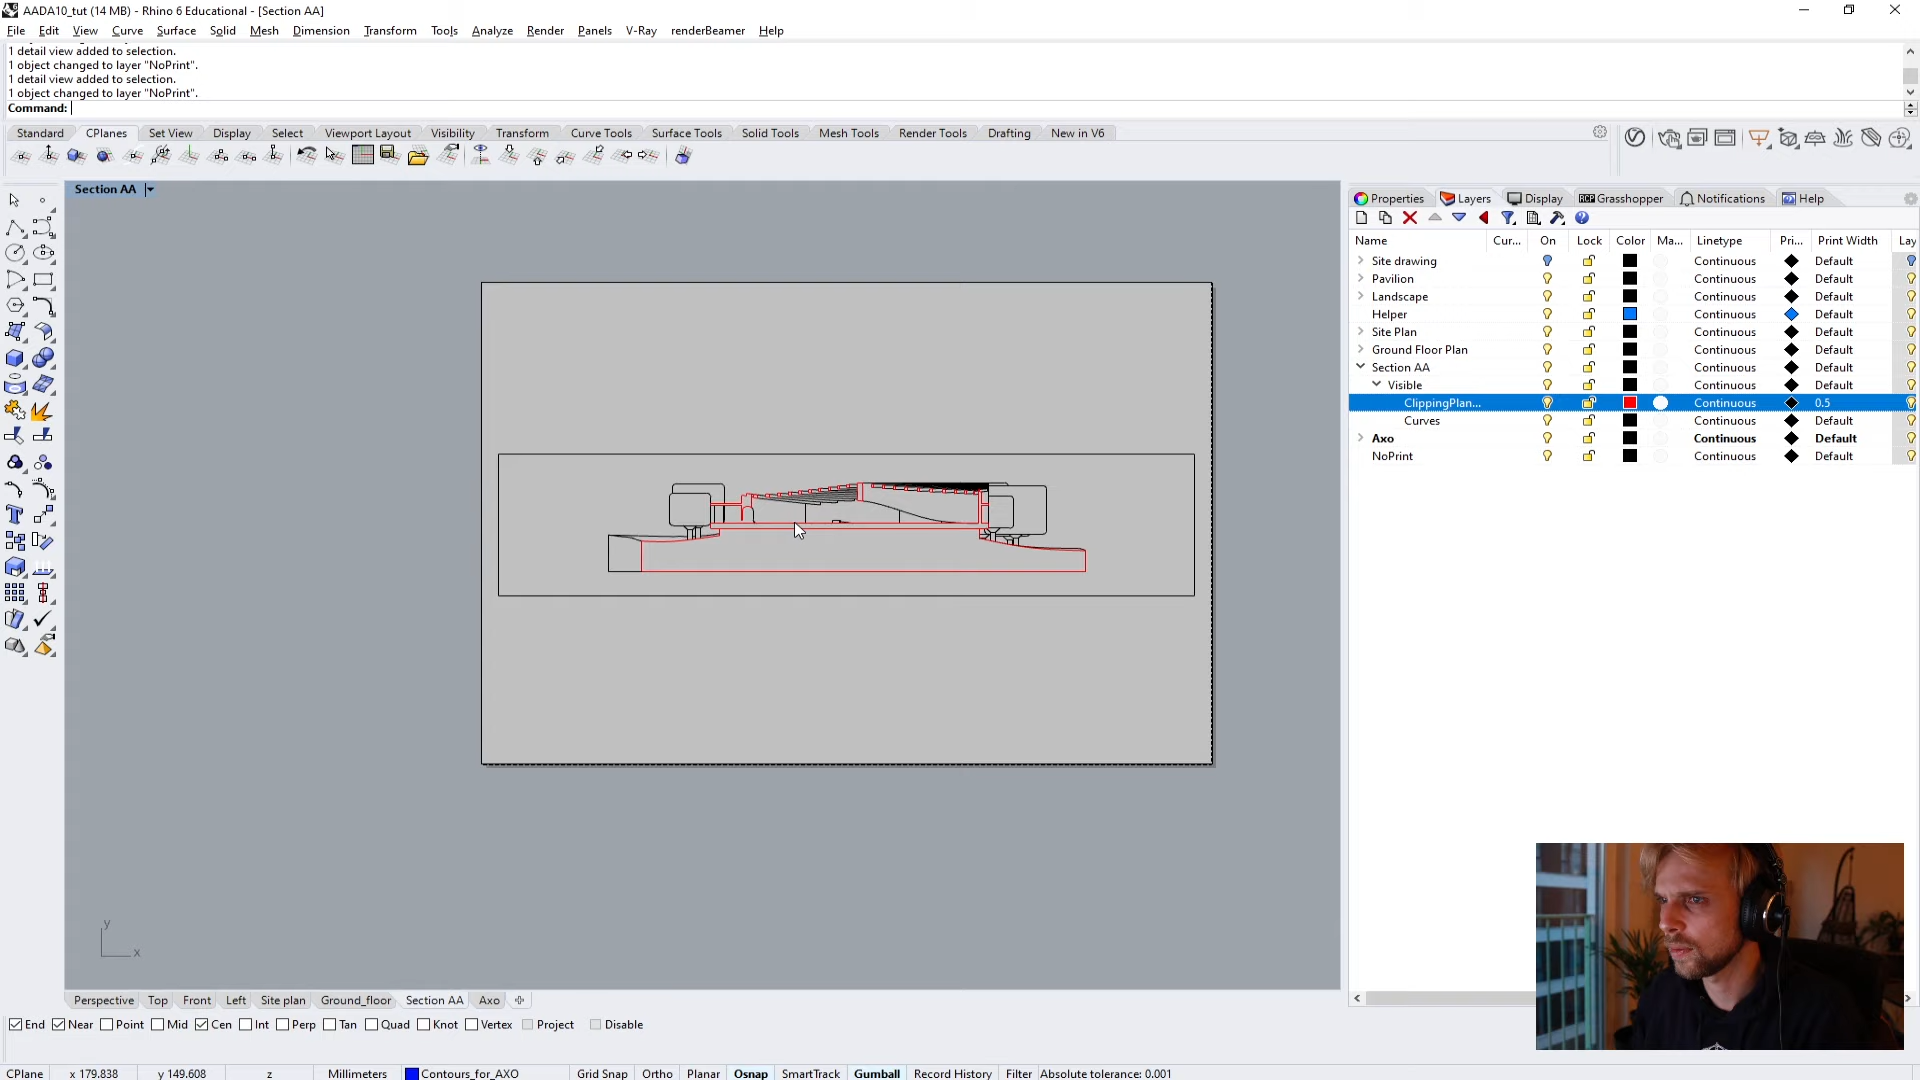 AADA10_tut (14 MB) - Rhino 6 Educational - [Section AA]
File Edit View Curve Surface Solid Mesh Dimension Transform Tools Analyze Render Panels V-Ray renderBeamer Help
1 detail view added to selection.
1 object changed to layer "NoPrint".
1 detail view added to selection.
1 object changed to layer "NoPrint".
Command:
Standard CPlanes Set View Display Select Viewport Layout Visibility Transform Curve Tools Surface Tools Solid Tools Mesh Tools Render Tools Drafting New in V6
Section AA
Properties Layers Display Grasshopper Notifications Help
Name Cur... On Lock Color Ma... Linetype Pri... Print Width Lay
Site drawing Continuous Default
Pavilion Continuous Default
Landscape Continuous Default
Helper Continuous Default
Site Plan Continuous Default
Ground Floor Plan Continuous Default
Section AA Continuous Default
Visible Continuous Default
ClippingPlan... Continuous 0.5
Curves Continuous Default
Axo Continuous Default
NoPrint Continuous Default
y
x
Perspective Top Front Left Site plan Ground_floor Section AA Axo
End Near Point Mid Cen Int Perp Tan Quad Knot Vertex Project Disable
CPlane x 179.838 y 149.608 z Millimeters Contours_for_AXO Grid Snap Ortho Planar Osnap SmartTrack Gumball Record History Filter Absolute tolerance: 0.001